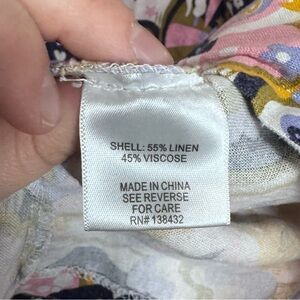 SHELL: 55% LINEN
45% VISCOSE
MADE IN CHINA
SEE REVERSE
FOR CARE
RN# 138432